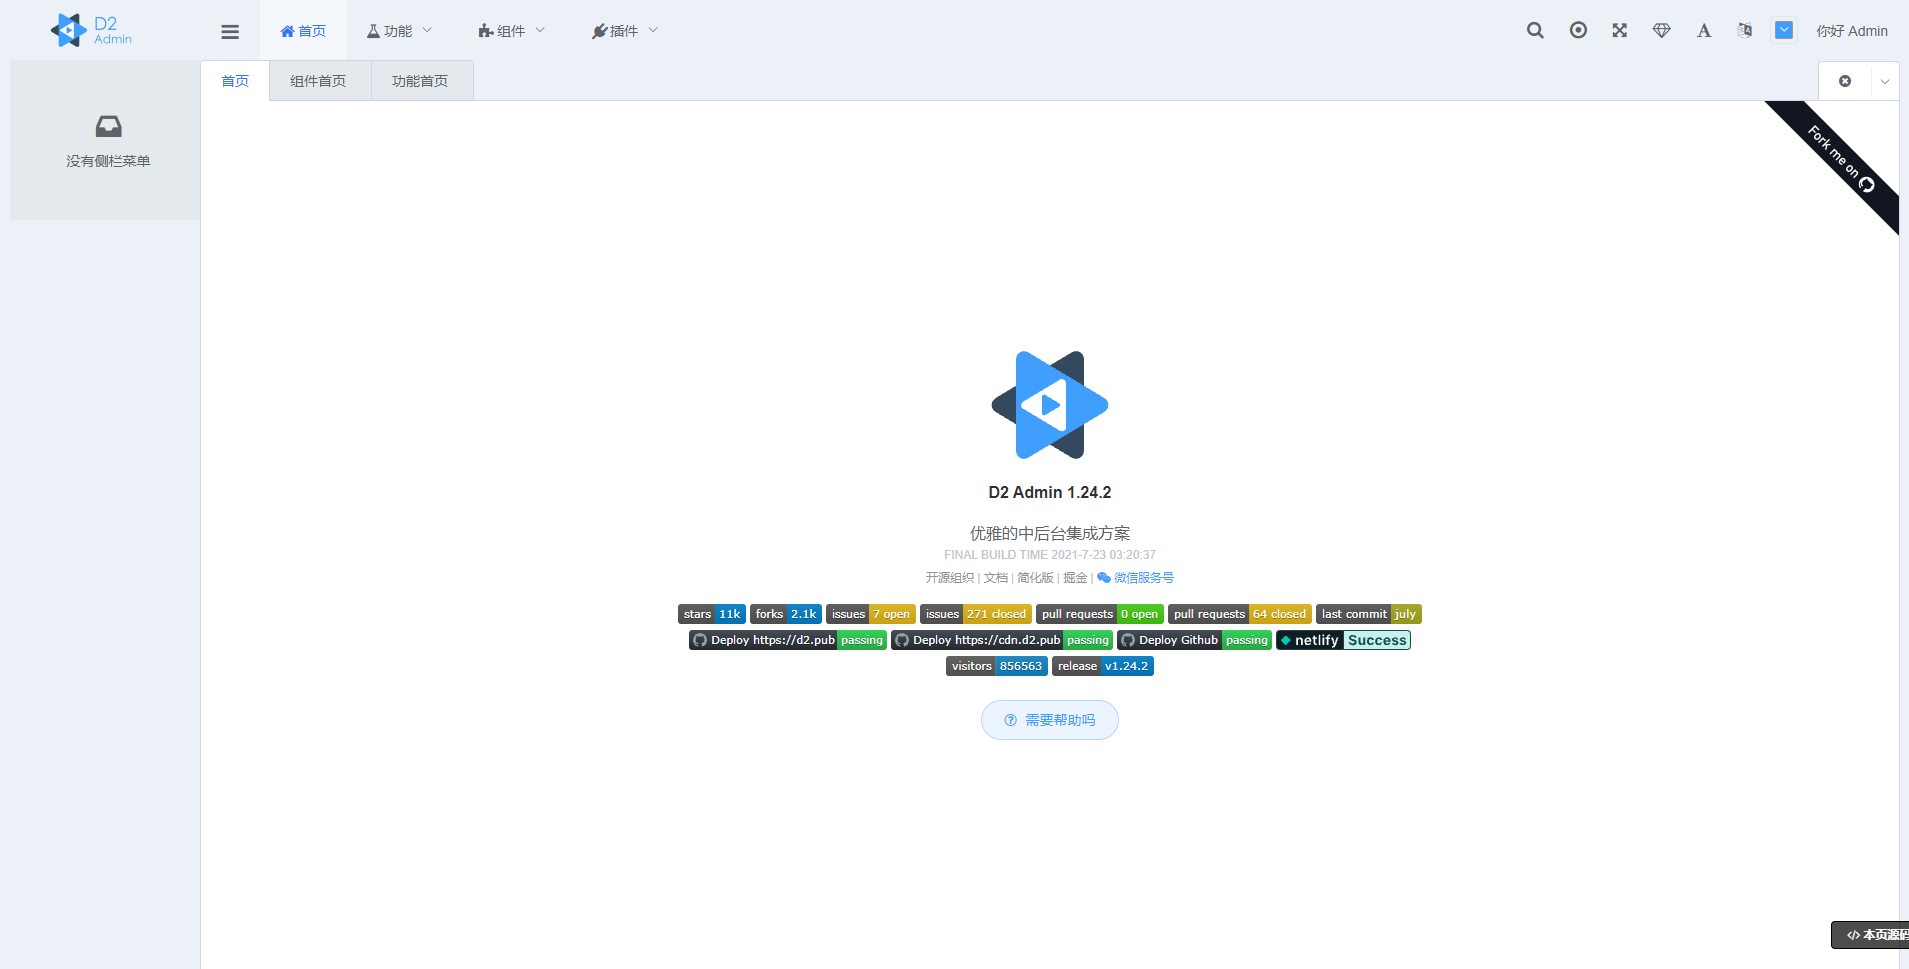 D2 Admin
首页 功能 组件 插件 你好 Admin
首页 组件首页 功能首页
没有侧栏菜单
Fork me on
D2 Admin 1.24.2
优雅的中后台集成方案
FINAL BUILD TIME 2021-7-23 03:20:37
开源组织 | 文档 | 简化版 | 掘金 | 微信服务号
stars 11k forks 2.1k issues 7 open issues 271 closed pull requests 0 open pull requests 64 closed last commit july
Deploy https://d2.pub passing Deploy https://cdn.d2.pub passing Deploy Github passing netlify Success
visitors 856563 release v1.24.2
需要帮助吗
本页源码